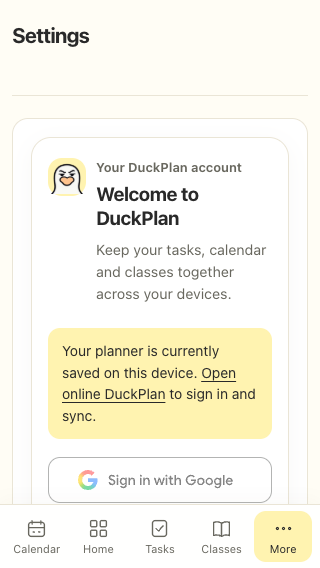 Settings
Your DuckPlan account
Welcome to
DuckPlan
Keep your tasks, calendar
and classes together
across your devices.
Your planner is currently
saved on this device. Open
online DuckPlan to sign in and
sync.
Sign in with Google
Calendar
Home
Tasks
Classes
More